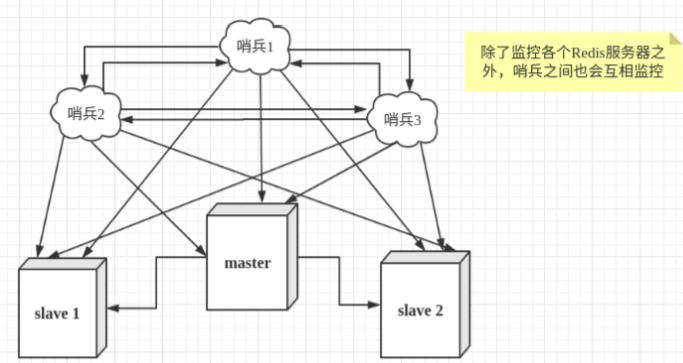 哨兵1
除了监控各个Redis服务器之
外，哨兵之间也会互相监控
哨兵2
哨兵3
master
slave 1
slave 2